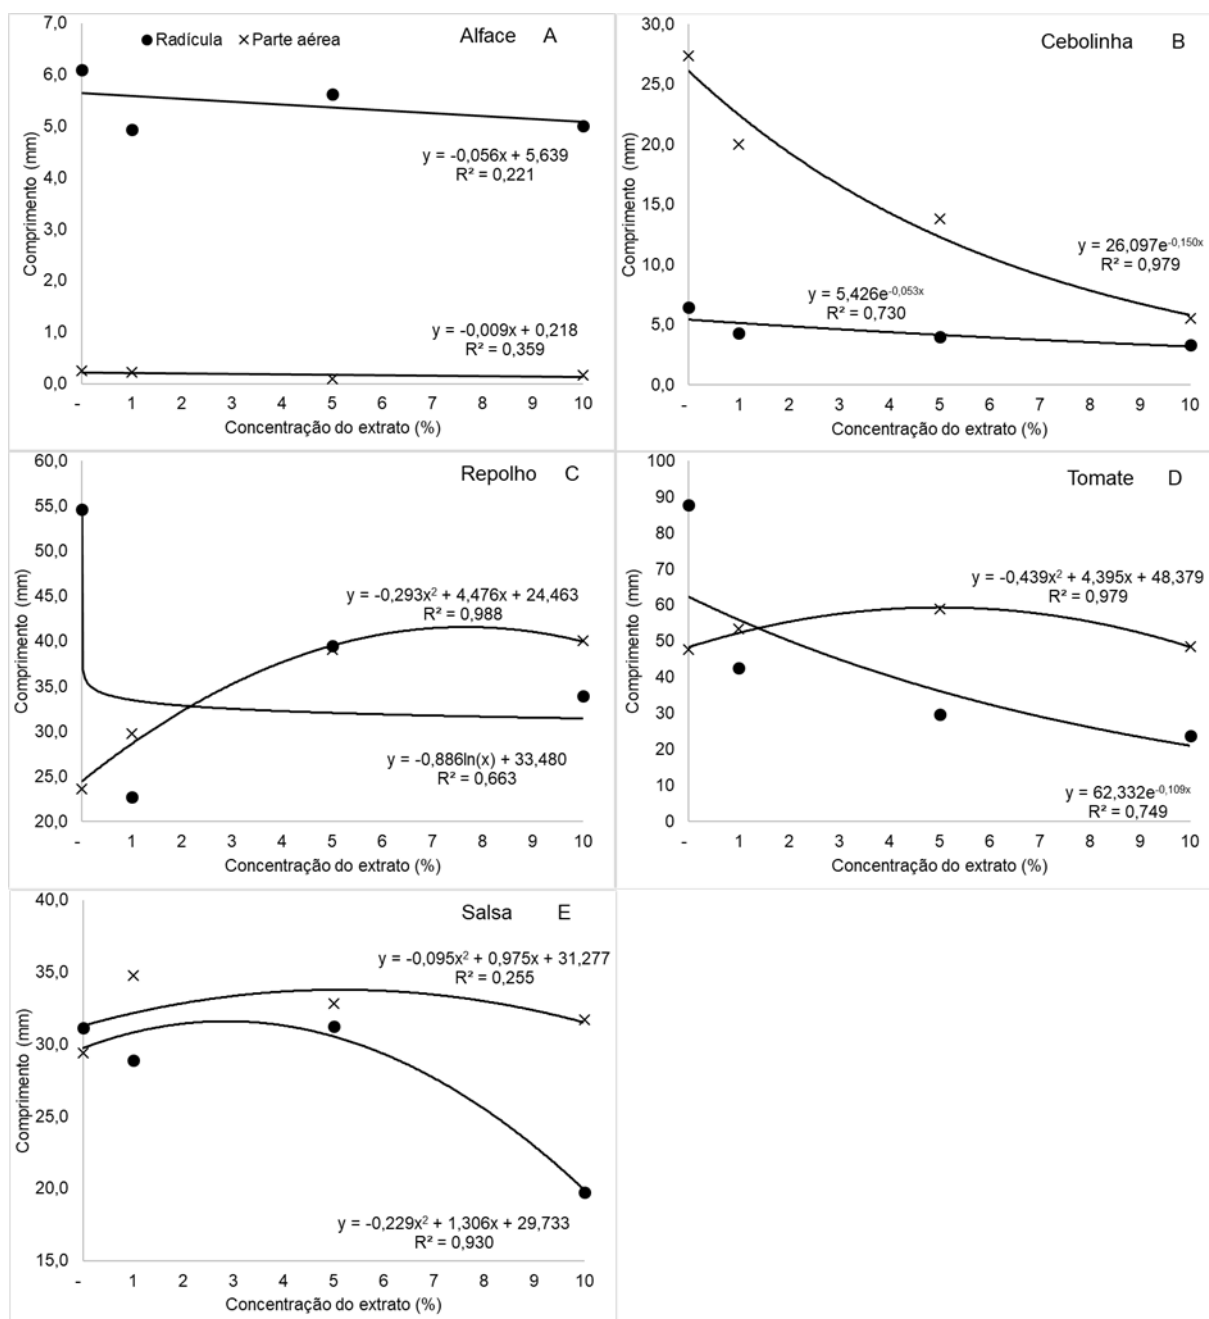 7,0
● Radícula × Parte aérea
Alface A
6,0
5,0
4,0
3,0
2,0
1,0
0,0
Comprimento (mm)
y = -0,056x + 5,639
R² = 0,221
y = -0,009x + 0,218
R² = 0,359
- 1 2 3 4 5 6 7 8 9 10
Concentração do extrato (%)
30,0
Cebolinha B
25,0
20,0
15,0
10,0
5,0
0,0
Comprimento (mm)
y = 26,097e-0,150x
R² = 0,979
y = 5,426e-0,053x
R² = 0,730
- 1 2 3 4 5 6 7 8 9 10
Concentração do extrato (%)
60,0
Repolho C
55,0
50,0
45,0
40,0
35,0
30,0
25,0
20,0
Comprimento (mm)
y = -0,293x² + 4,476x + 24,463
R² = 0,988
y = -0,886ln(x) + 33,480
R² = 0,663
- 1 2 3 4 5 6 7 8 9 10
Concentração do extrato (%)
100
Tomate D
90
80
70
60
50
40
30
20
10
0
Comprimento (mm)
y = -0,439x² + 4,395x + 48,379
R² = 0,979
y = 62,332e-0,109x
R² = 0,749
- 1 2 3 4 5 6 7 8 9 10
Concentração do extrato (%)
40,0
Salsa E
35,0
30,0
25,0
20,0
15,0
Comprimento (mm)
y = -0,095x² + 0,975x + 31,277
R² = 0,255
y = -0,229x² + 1,306x + 29,733
R² = 0,930
- 1 2 3 4 5 6 7 8 9 10
Concentração do extrato (%)